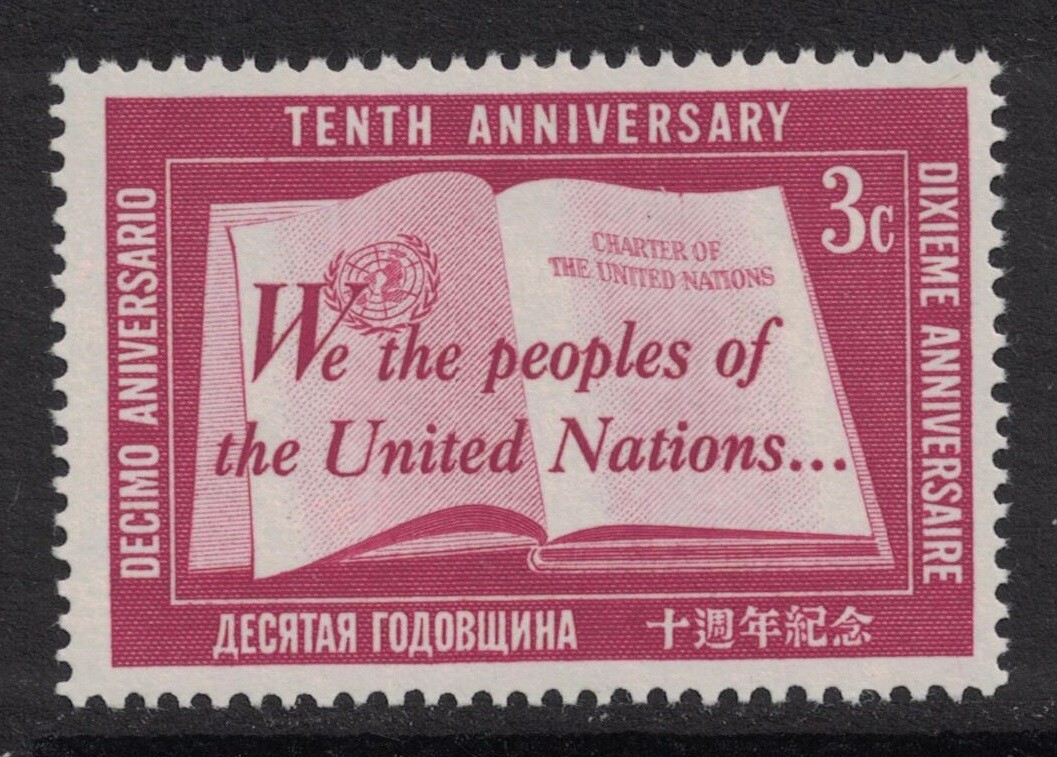 TENTH ANNIVERSARY
3c
CHARTER OF
THE UNITED NATIONS
We the peoples of
the United Nations...
DECIMO ANIVERSARIO
DIXIEME ANNIVERSAIRE
ДЕСЯТАЯ ГОДОВЩИНА
十週年紀念